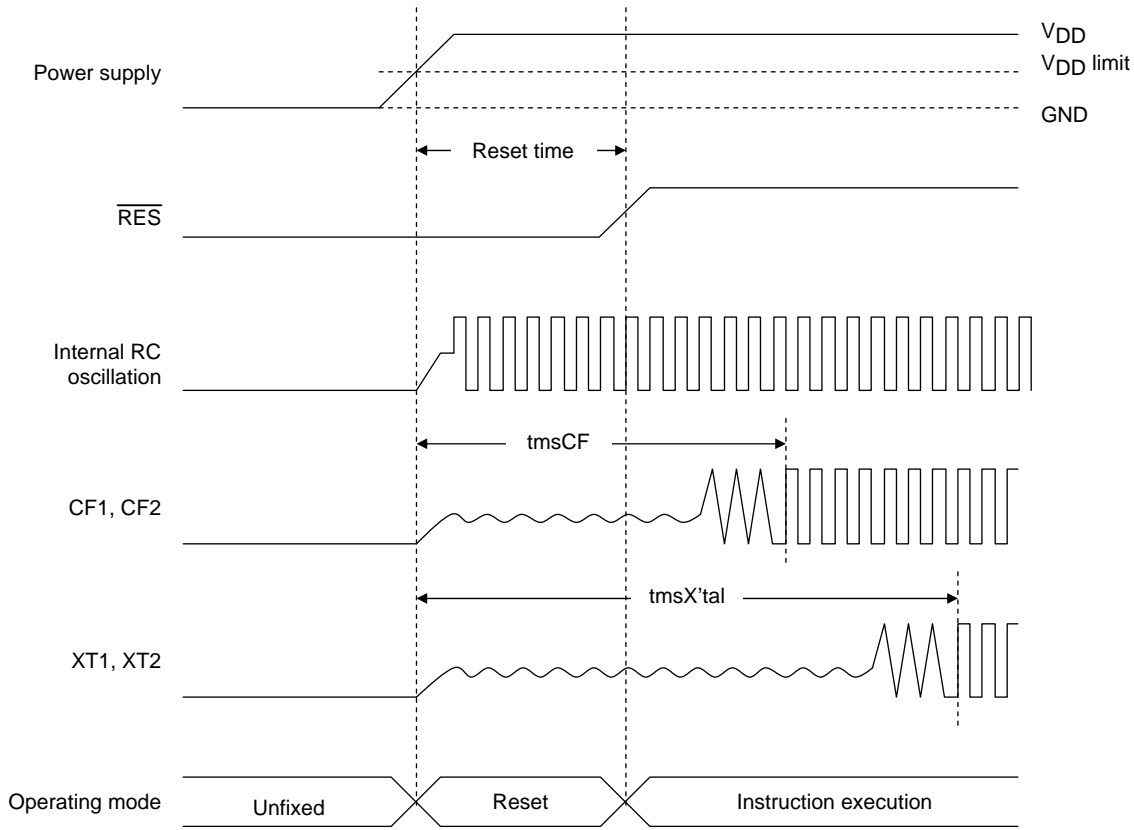 Power supply
VDD
VDD limit
GND
Reset time
RES
Internal RC
oscillation
tmsCF
CF1, CF2
tmsX'tal
XT1, XT2
Operating mode
Unfixed
Reset
Instruction execution